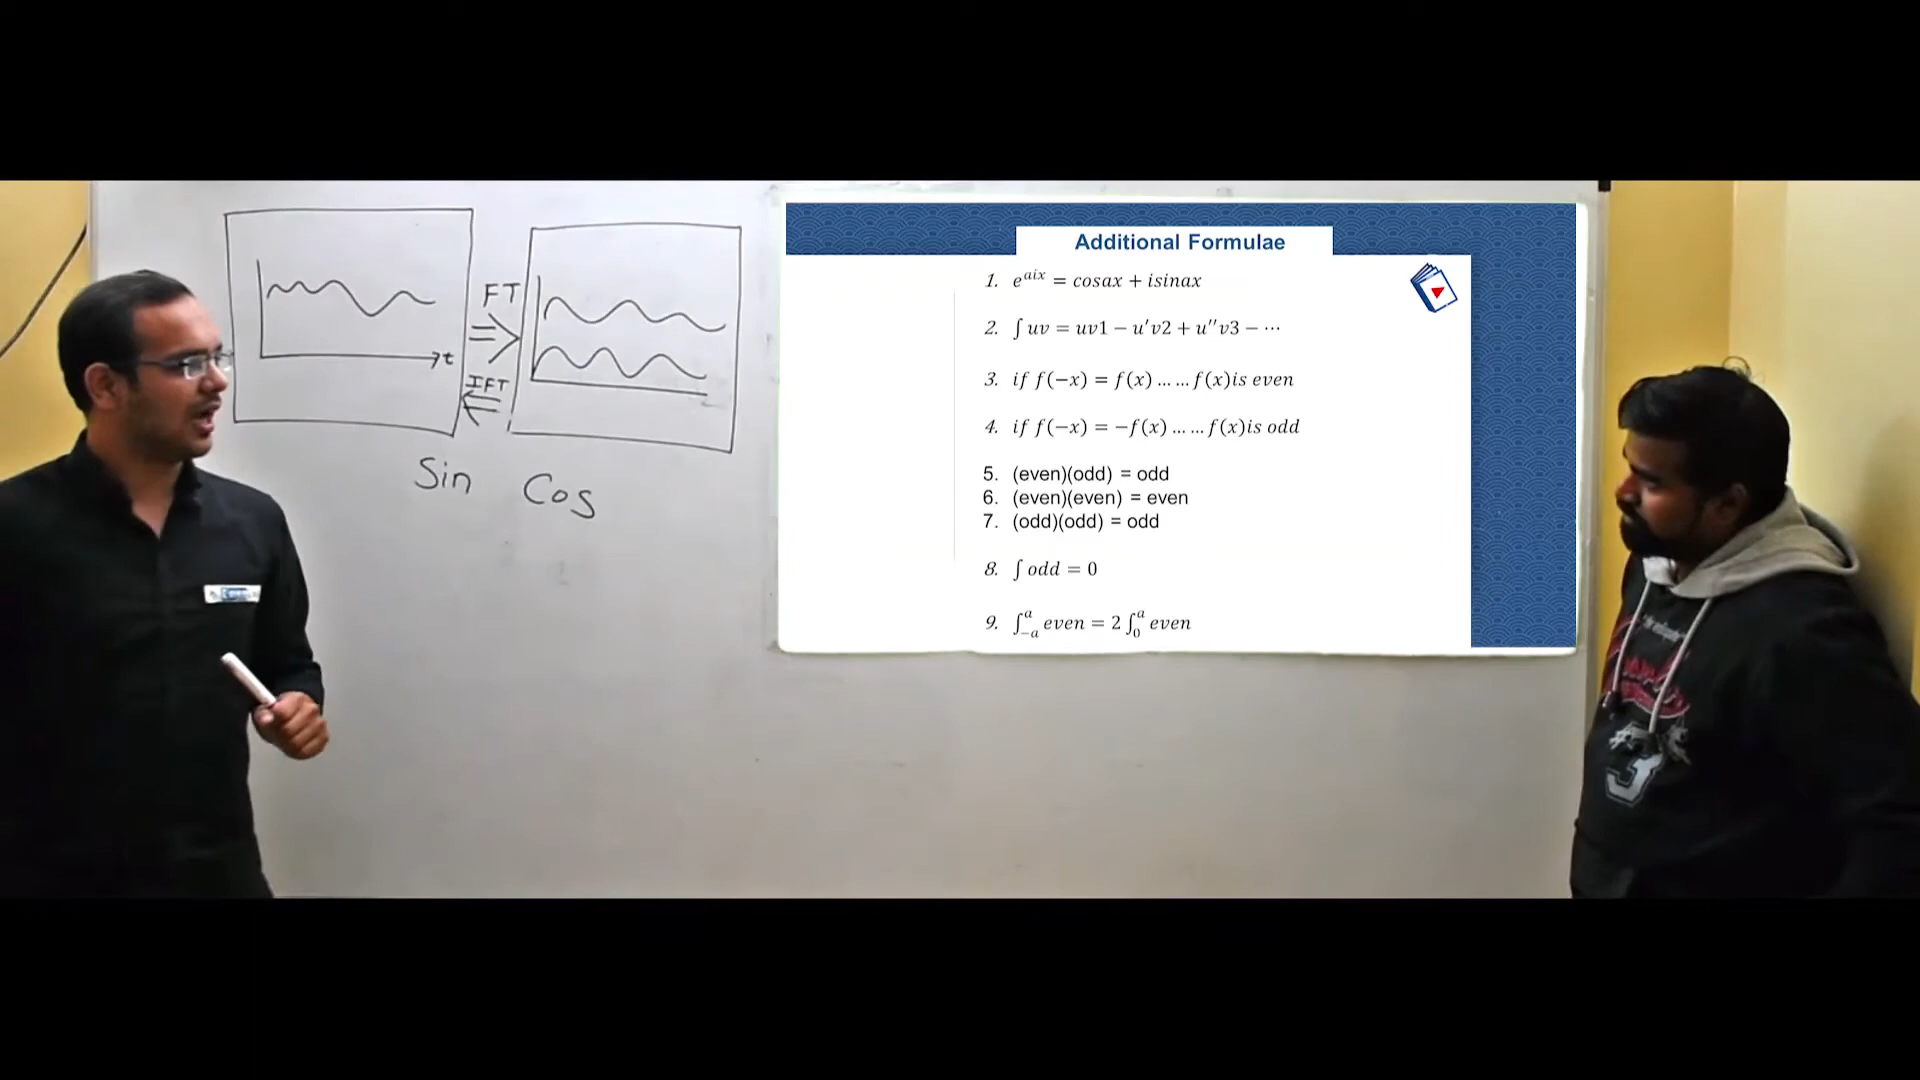 FT
IFT
t
Sin Cos
Additional Formulae
1. e^{aix} = cosax + isinax
2. ∫ uv = uv1 − u′v2 + u′′v3 − ⋯
3. if f(−x) = f(x) … … f(x)is even
4. if f(−x) = −f(x) … … f(x)is odd
5. (even)(odd) = odd
6. (even)(even) = even
7. (odd)(odd) = odd
8. ∫ odd = 0
9. ∫_{-a}^{a} even = 2 ∫_{0}^{a} even
3